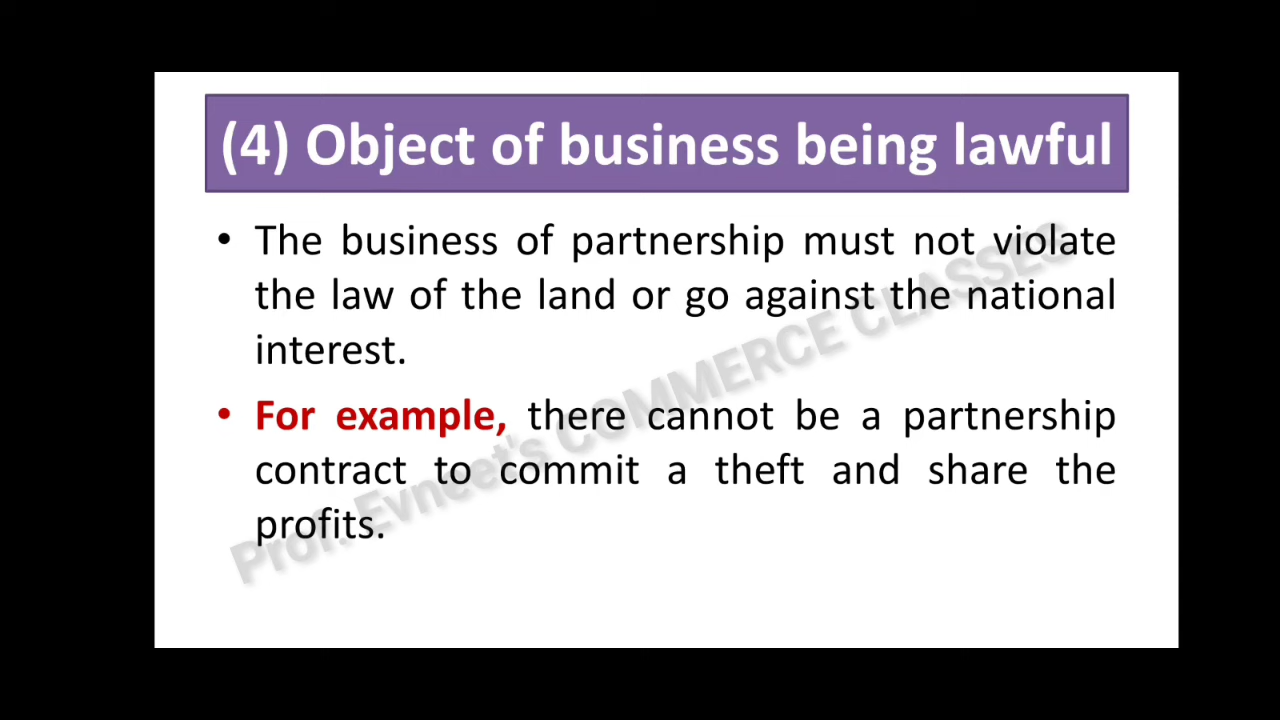 (4) Object of business being lawful
• The business of partnership must not violate
the law of the land or go against the national
interest.
• For example, there cannot be a partnership
contract to commit a theft and share the
profits.
Prof. Evneet's COMMERCE CLASSES